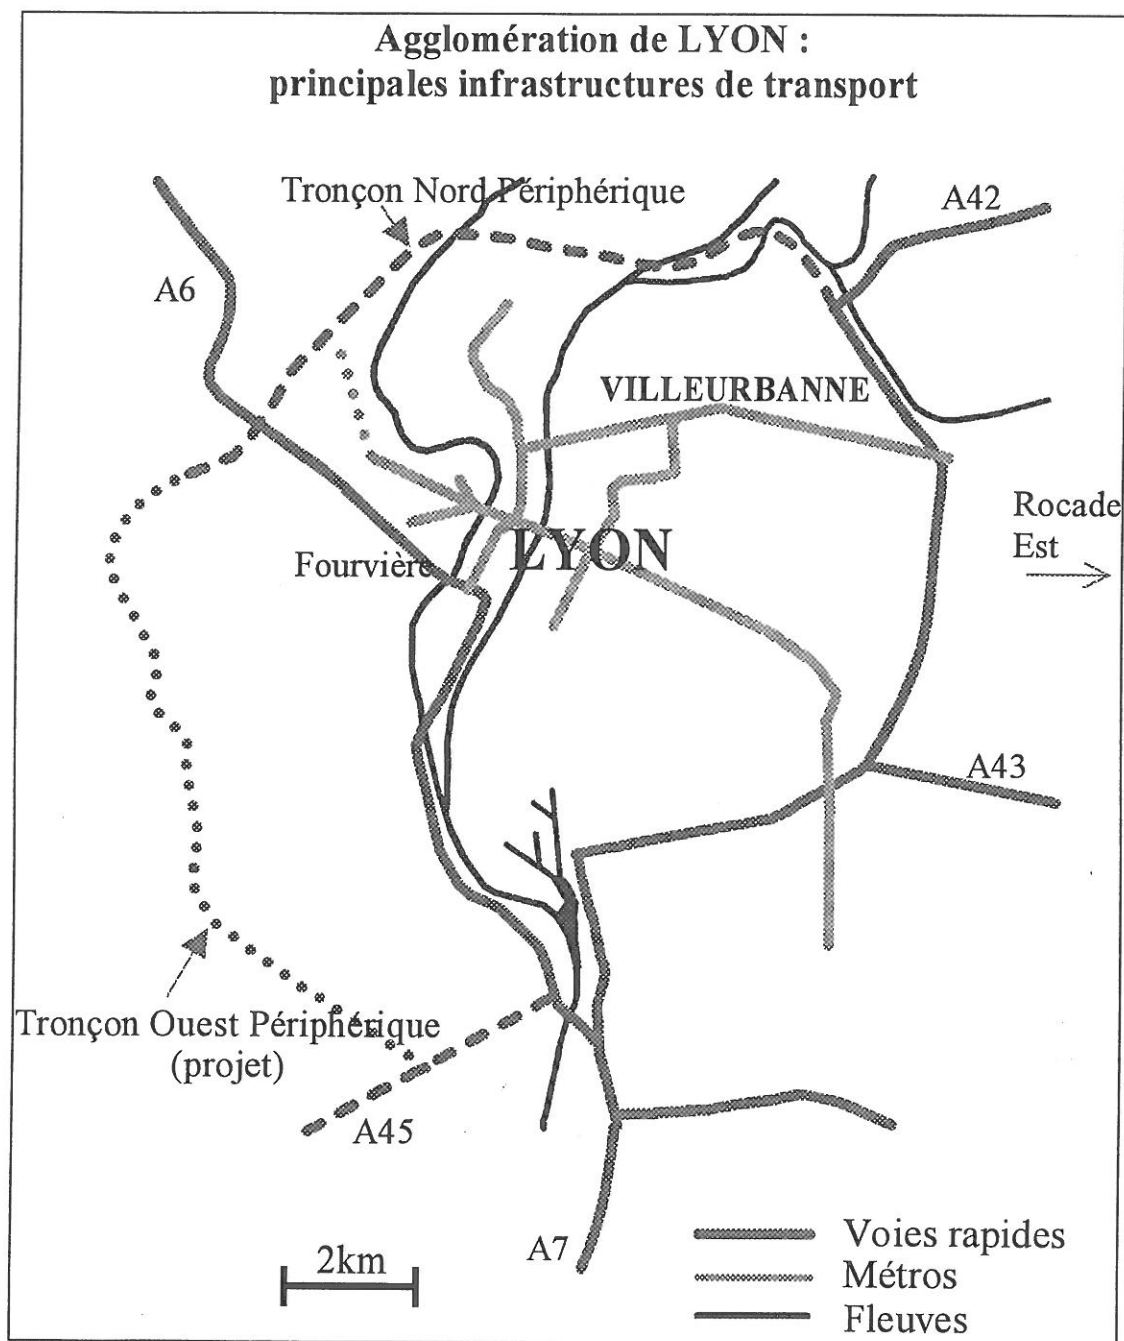 Agglomération de LYON :
principales infrastructures de transport
Tronçon Nord Périphérique
A42
A6
VILLEURBANNE
Rocade
Est
LYON
Fourvière
A43
Tronçon Ouest Périphérique
(projet)
A45
A7
2km
Voies rapides
Métros
Fleuves